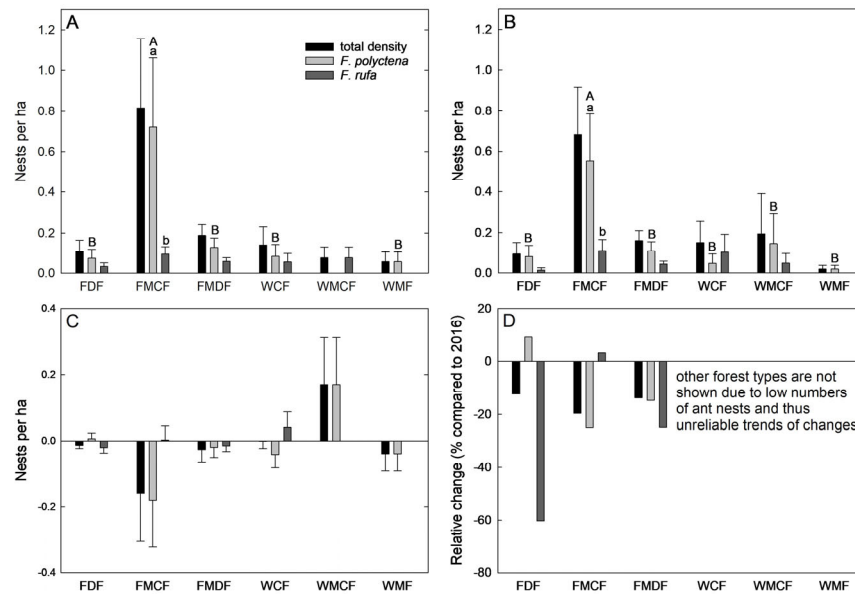 A
1.2
1.0
0.8
0.6
0.4
0.2
0.0
Nests per ha
A
a
b
B
B
B
B
total density
F. polyctena
F. rufa
FDF FMCF FMDF WCF WMCF WMF
B
1.2
1.0
0.8
0.6
0.4
0.2
0.0
Nests per ha
A
a
b
B
B
B
B
B
FDF FMCF FMDF WCF WMCF WMF
C
0.4
0.2
0.0
-0.2
-0.4
Nests per ha
FDF FMCF FMDF WCF WMCF WMF
D
20
0
-20
-40
-60
-80
Relative change (% compared to 2016)
other forest types are not
shown due to low numbers
of ant nests and thus
unreliable trends of changes
FDF FMCF FMDF WCF WMCF WMF